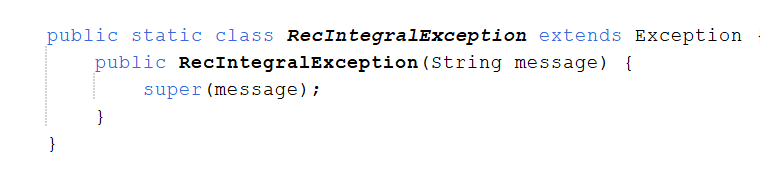 public static class RecIntegralException extends Exception {
public RecIntegralException(String message) {
super(message);
}
}